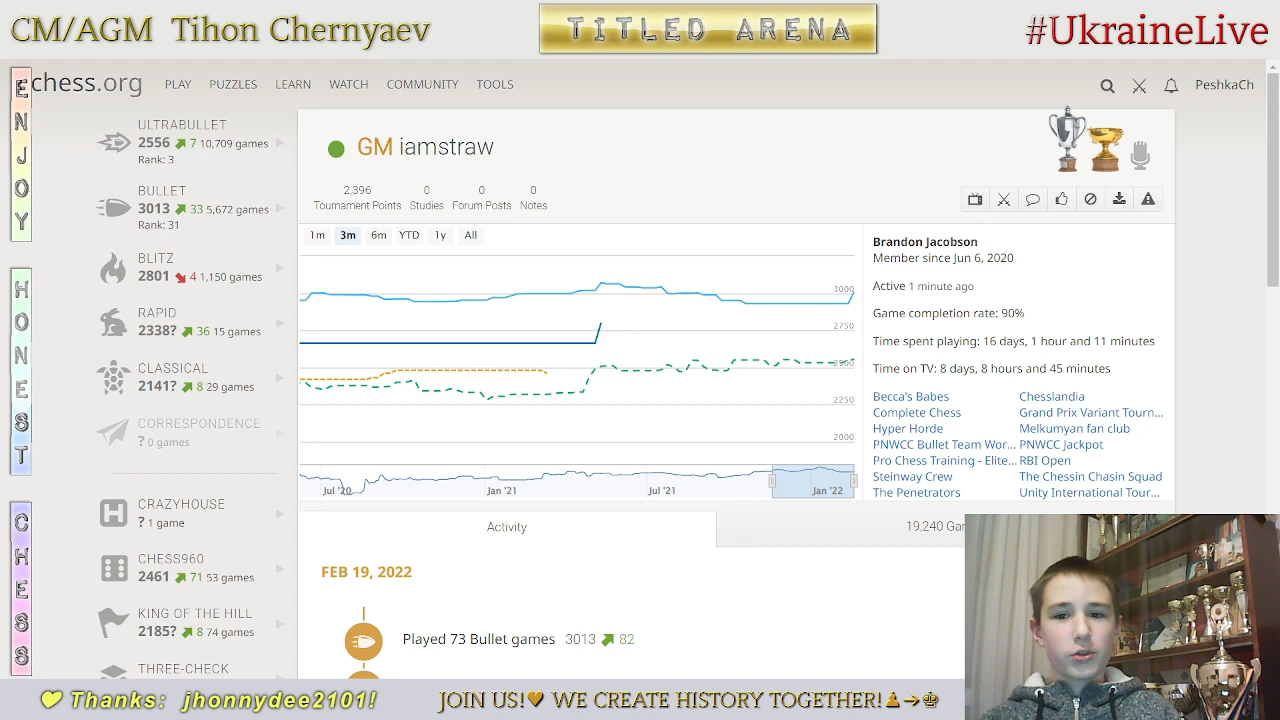 CM/AGM Tihon Chernyaev
TITLED ARENA
#UkraineLive
ENJOY
HONEST
CHESS
chess.org
PLAY PUZZLES LEARN WATCH COMMUNITY TOOLS
PeshkaCh
ULTRABULLET
2556 7 10,709 games
Rank: 3
BULLET
3013 33 5,672 games
Rank: 31
BLITZ
2801 4 1,150 games
RAPID
2338? 36 15 games
CLASSICAL
2141? 8 29 games
CORRESPONDENCE
? 0 games
CRAZYHOUSE
? 1 game
CHESS960
2461 71 53 games
KING OF THE HILL
2185? 8 74 games
THREE-CHECK
GM iamstraw
2,396 0 0 0
Tournament Points Studies Forum Posts Notes
1m 3m 6m YTD 1y All
3000
2750
2500
2250
2000
Jul '20 Jan '21 Jul '21 Jan '22
Brandon Jacobson
Member since Jun 6, 2020
Active 1 minute ago
Game completion rate: 90%
Time spent playing: 16 days, 1 hour and 11 minutes
Time on TV: 8 days, 8 hours and 45 minutes
Becca's Babes Chesslandia
Complete Chess Grand Prix Variant Tourn...
Hyper Horde Melkumyan fan club
PNWCC Bullet Team Wor... PNWCC Jackpot
Pro Chess Training - Elite... RBI Open
Steinway Crew The Chessin Chasin Squad
The Penetrators Unity International Tour...
Activity 19,240 Gam
FEB 19, 2022
Played 73 Bullet games 3013 82
Thanks: jhonnydee2101!
JOIN US! WE CREATE HISTORY TOGETHER!